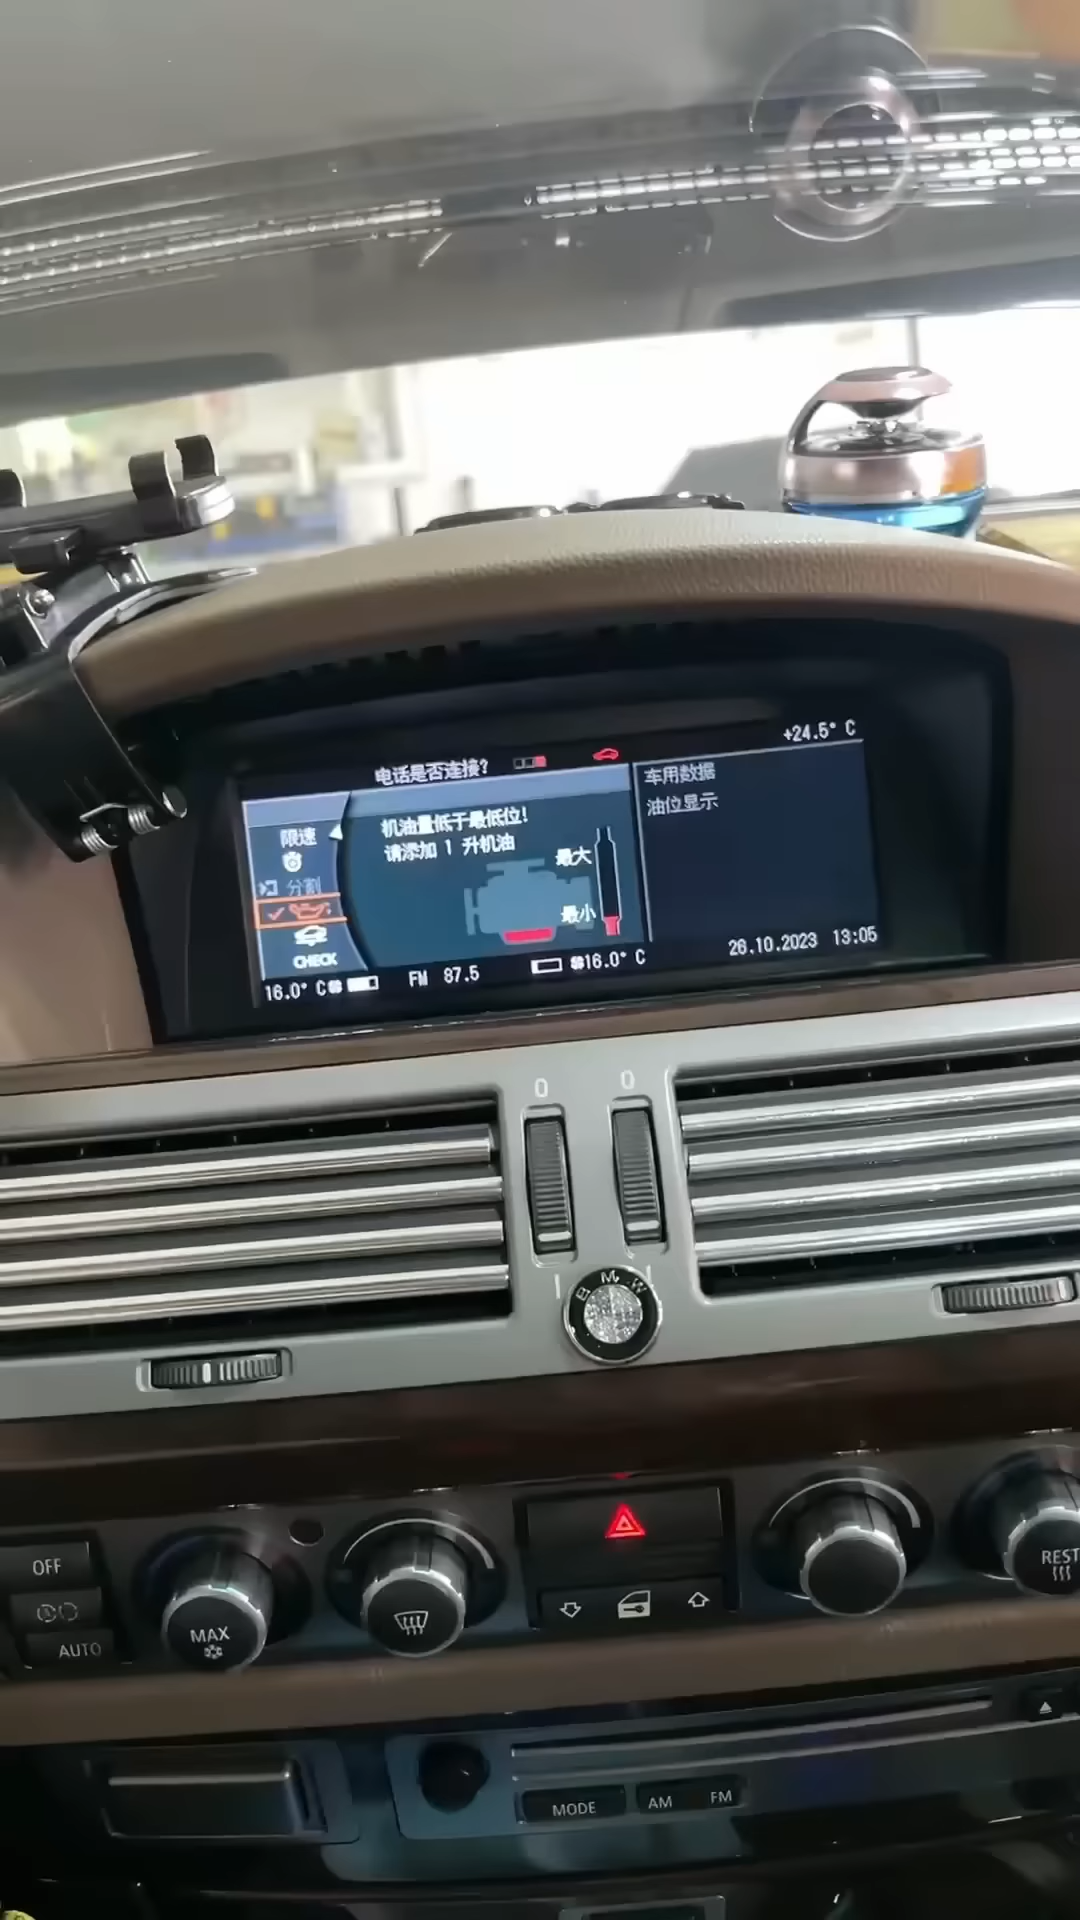 +24.5° C
电话是否连接?
车用数据
油位显示
机油量低于最低位!
请添加 1 升机油
限速
分割
CHECK
最大
最小
26.10.2023 13:05
16.0° C
FM 87.5
16.0° C
0
0
BMW
OFF
AUTO
MAX
REST
MODE
AM
FM